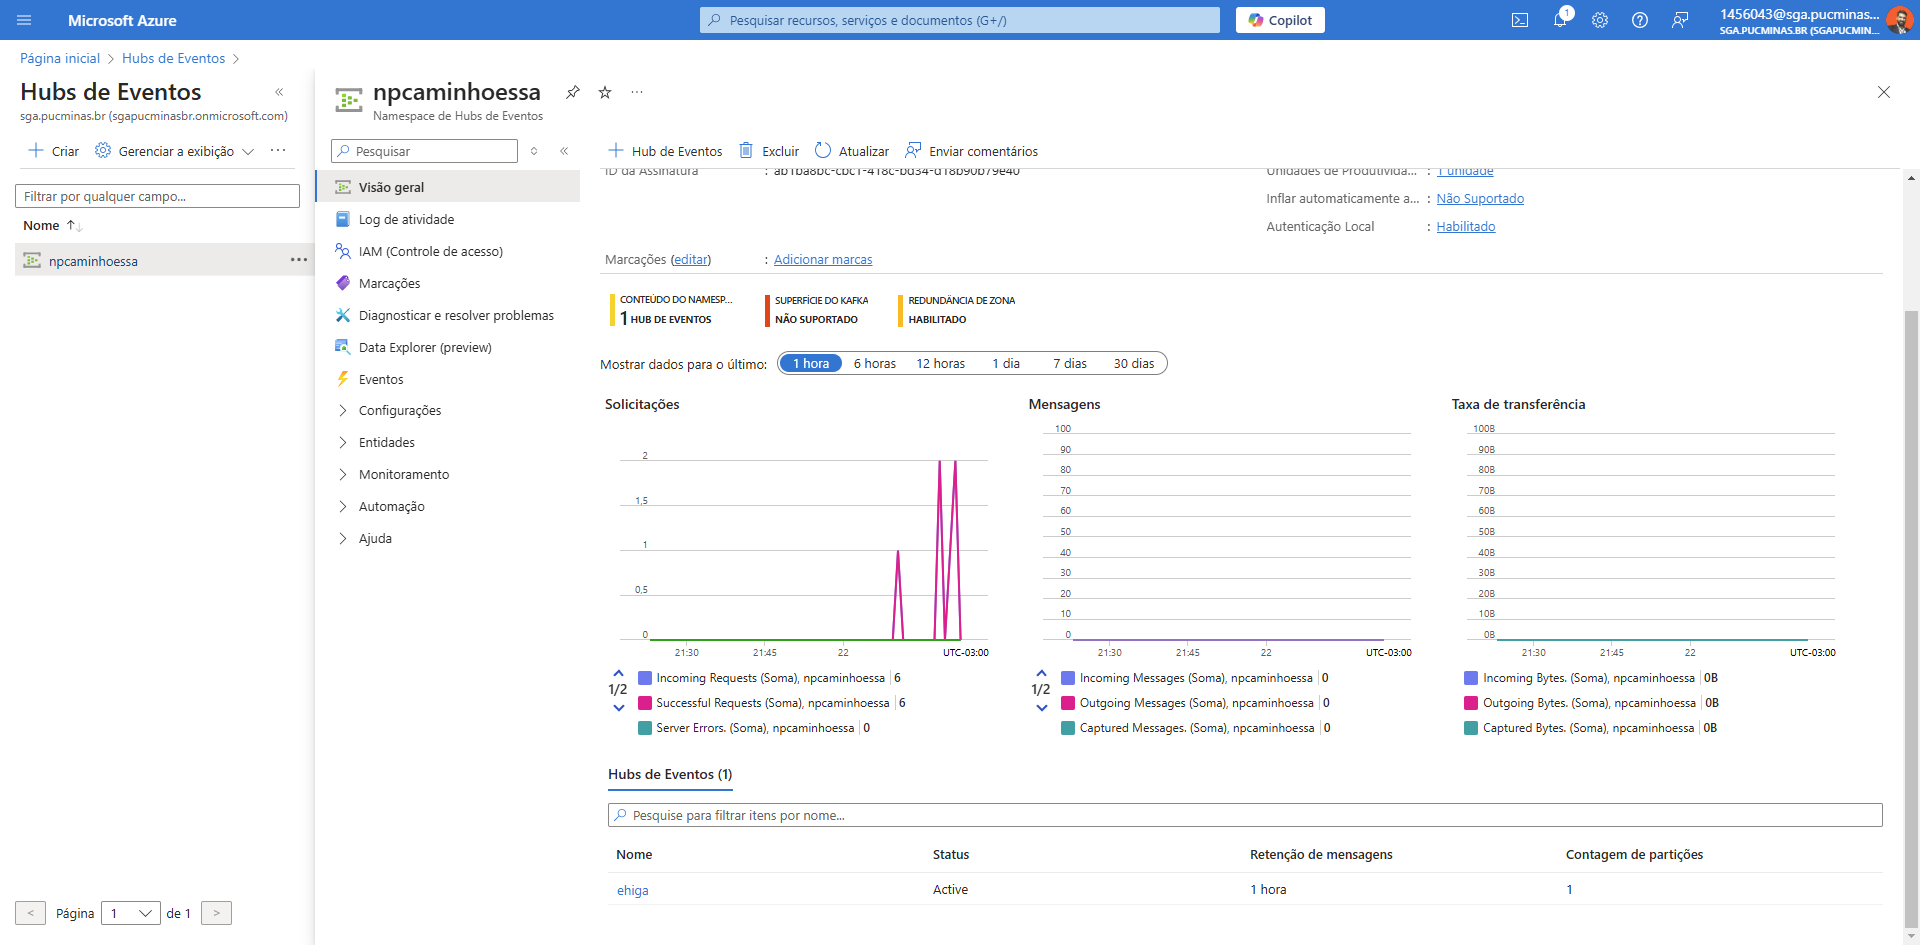 Microsoft Azure
Pesquisar recursos, serviços e documentos (G+/)
Copilot
1
1456043@sga.pucminas...
SGA.PUCMINAS.BR (SGAPUCMIN...
Página inicial > Hubs de Eventos >
Hubs de Eventos
sga.pucminas.br (sgapucminasbr.onmicrosoft.com)
Criar
Gerenciar a exibição
Filtrar por qualquer campo...
Nome
npcaminhoessa
< Página 1 de 1 >
npcaminhoessa
Namespace de Hubs de Eventos
Pesquisar
Visão geral
Log de atividade
IAM (Controle de acesso)
Marcações
Diagnosticar e resolver problemas
Data Explorer (preview)
Eventos
Configurações
Entidades
Monitoramento
Automação
Ajuda
Hub de Eventos
Excluir
Atualizar
Enviar comentários
ID da Assinatura : ab1ba8bc-cbc1-418c-bd34-d18b90b79e40
Unidades de Produtivida... : 1 unidade
Inflar automaticamente a... : Não Suportado
Autenticação Local : Habilitado
Marcações (editar) : Adicionar marcas
CONTEÚDO DO NAMESP...
1 HUB DE EVENTOS
SUPERFÍCIE DO KAFKA
NÃO SUPORTADO
REDUNDÂNCIA DE ZONA
HABILITADO
Mostrar dados para o último: 1 hora 6 horas 12 horas 1 dia 7 dias 30 dias
Solicitações
2
1,5
1
0,5
0
21:30 21:45 22 UTC-03:00
1/2
Incoming Requests (Soma), npcaminhoessa 6
Successful Requests (Soma), npcaminhoessa 6
Server Errors. (Soma), npcaminhoessa 0
Mensagens
100
90
80
70
60
50
40
30
20
10
0
21:30 21:45 22 UTC-03:00
1/2
Incoming Messages (Soma), npcaminhoessa 0
Outgoing Messages (Soma), npcaminhoessa 0
Captured Messages. (Soma), npcaminhoessa 0
Taxa de transferência
100B
90B
80B
70B
60B
50B
40B
30B
20B
10B
0B
21:30 21:45 22 UTC-03:00
Incoming Bytes. (Soma), npcaminhoessa 0B
Outgoing Bytes. (Soma), npcaminhoessa 0B
Captured Bytes. (Soma), npcaminhoessa 0B
Hubs de Eventos (1)
Pesquise para filtrar itens por nome...
Nome Status Retenção de mensagens Contagem de partições
ehiga Active 1 hora 1